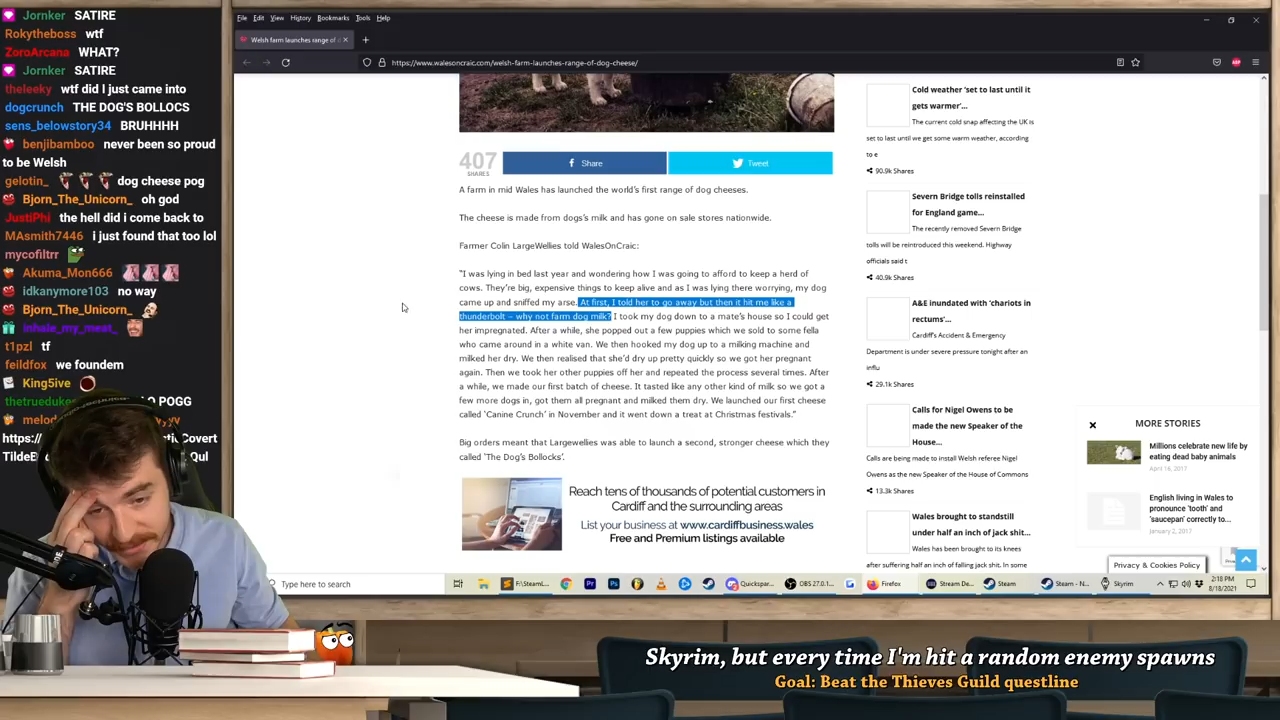 Jornker SATIRE
Rokytheboss wtf
ZoroArcana WHAT?
Jornker SATIRE
theleeky wtf did I just came into
dogcrunch THE DOG'S BOLLOCS
sens_belowstory34 BRUHHHH
benjibamboo never been so proud
to be Welsh
gelotin_ dog cheese pog
Bjorn_The_Unicorn_ oh god
JustiPhi the hell did i come back to
MAsmith7446 i just found that too lol
mycofiltrr
Akuma_Mon666
idkanymore103 no way
Bjorn_The_Unicorn_
inhale_my_meat_
t1pzl tf
feildfox we foundem
King5ive
thetruedukes
LO POGG
melod
https://
Covert
TildeE
Qul
File Edit View History Bookmarks Tools Help
Welsh farm launches range of
https://www.walesoncraic.com/welsh-farm-launches-range-of-dog-cheese/
407
SHARES
Share
Tweet
A farm in mid Wales has launched the world's first range of dog cheeses.
The cheese is made from dogs's milk and has gone on sale stores nationwide.
Farmer Colin LargeWellies told WalesOnCraic:
"I was lying in bed last year and wondering how I was going to afford to keep a herd of
cows. They're big, expensive things to keep alive and as I was lying there worrying, my dog
came up and sniffed my arse. At first, I told her to go away but then it hit me like a
thunderbolt – why not farm dog milk? I took my dog down to a mate's house so I could get
her impregnated. After a while, she popped out a few puppies which we sold to some fella
who came around in a white van. We then hooked my dog up to a milking machine and
milked her dry. We then realised that she'd dry up pretty quickly so we got her pregnant
again. Then we took her other puppies off her and repeated the process several times. After
a while, we made our first batch of cheese. It tasted like any other kind of milk so we got a
few more dogs in, got them all pregnant and milked them dry. We launched our first cheese
called 'Canine Crunch' in November and it went down a treat at Christmas festivals."
Big orders meant that Largewellies was able to launch a second, stronger cheese which they
called 'The Dog's Bollocks'.
Reach tens of thousands of potential customers in
Cardiff and the surrounding areas
List your business at www.cardiffbusiness.wales
Free and Premium listings available
Cold weather 'set to last until it
gets warmer'...
The current cold snap affecting the UK is
set to last until we get some warm weather, according
to e
90.9k Shares
Severn Bridge tolls reinstalled
for England game...
The recently removed Severn Bridge
tolls will be reintroduced this weekend. Highway
officials said t
40.9k Shares
A&E inundated with 'chariots in
rectums'...
Cardiff's Accident & Emergency
Department is under severe pressure tonight after an
influ
29.1k Shares
Calls for Nigel Owens to be
made the new Speaker of the
House...
Calls are being made to install Welsh referee Nigel
Owens as the new Speaker of the House of Commons
13.3k Shares
Wales brought to standstill
under half an inch of jack shit...
Wales has been brought to its knees
after suffering half an inch of falling jack shit. In some
MORE STORIES
Millions celebrate new life by
eating dead baby animals
April 16, 2017
English living in Wales to
pronounce 'tooth' and
'saucepan' correctly to...
January 2, 2017
Privacy & Cookies Policy
Type here to search
F:\SteamL...
Quickspar...
OBS 27.0.1...
Firefox
Stream De...
Steam
Steam - N...
Skyrim
2:18 PM
8/18/2021
Skyrim, but every time I'm hit a random enemy spawns
Goal: Beat the Thieves Guild questline